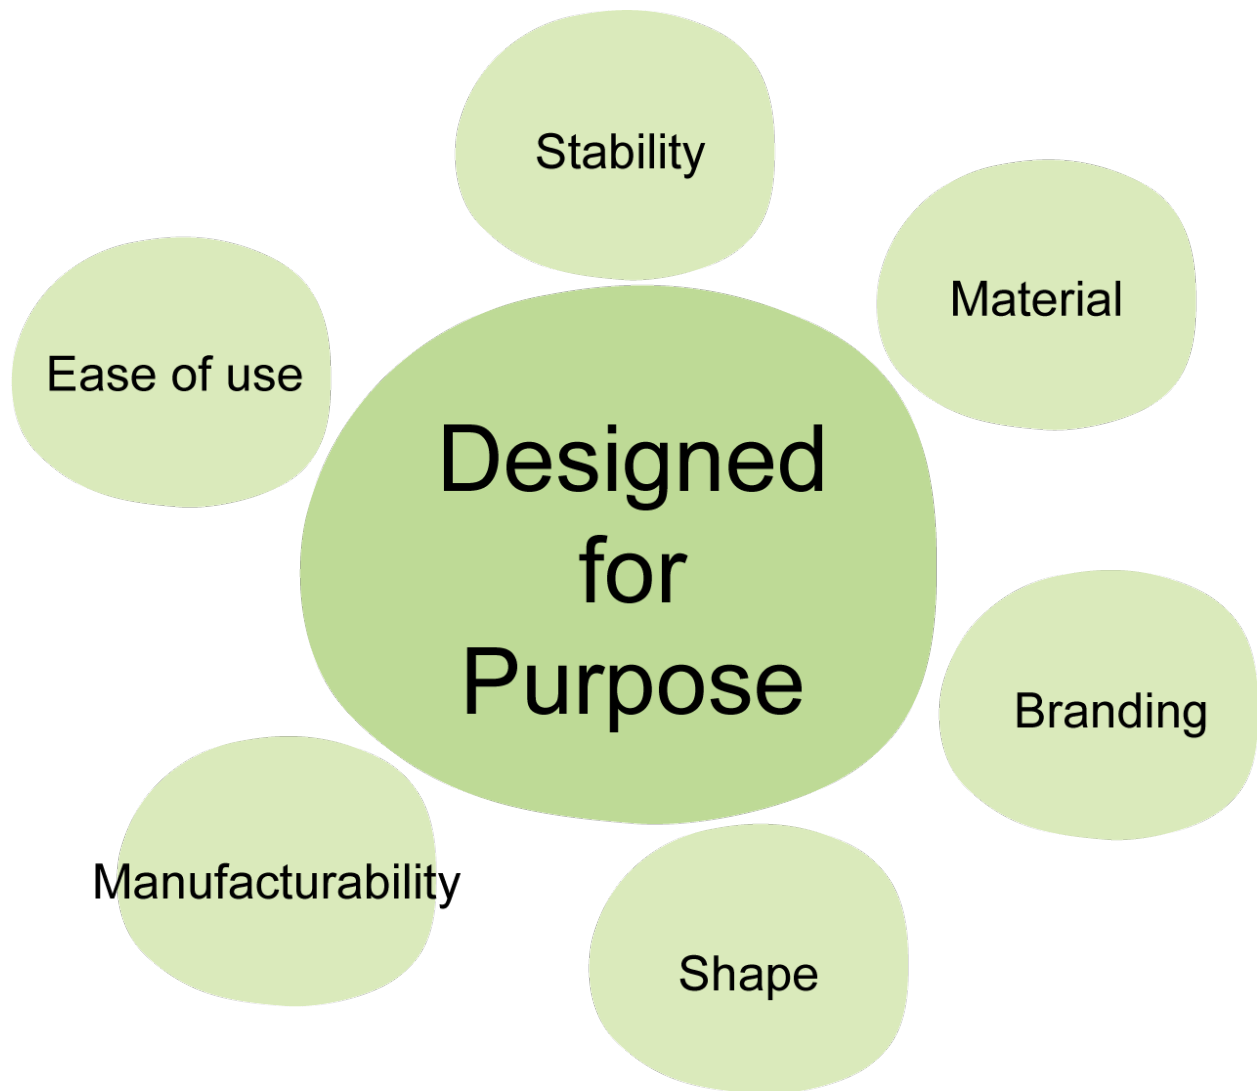 Stability
Material
Ease of use
Designed
for
Purpose
Branding
Manufacturability
Shape